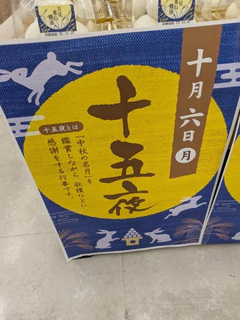 十月六日(月)
十五夜
十五夜とは
「中秋の名月」を
鑑賞しながら、収穫などに
感謝をする行事です。